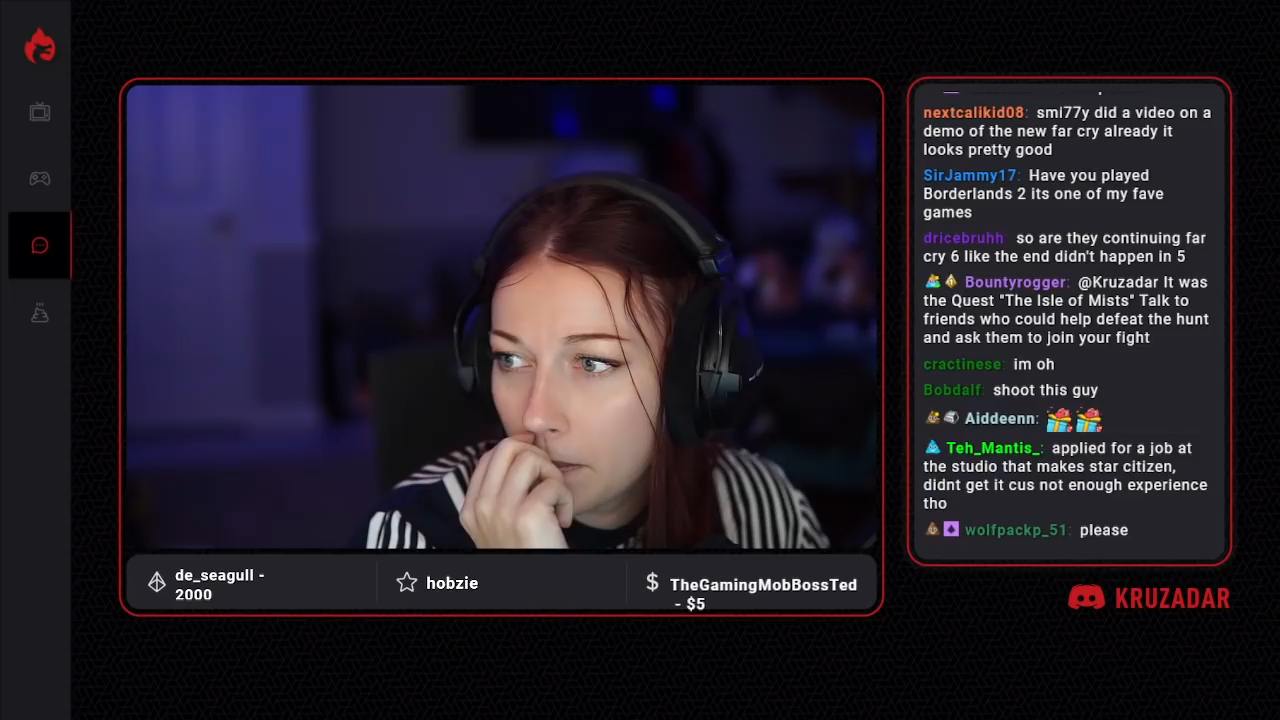 nextcalikid08: smi77y did a video on a
demo of the new far cry already it
looks pretty good
SirJammy17: Have you played
Borderlands 2 its one of my fave
games
dricebruhh so are they continuing far
cry 6 like the end didn't happen in 5
Bountyrogger: @Kruzadar It was
the Quest "The Isle of Mists" Talk to
friends who could help defeat the hunt
and ask them to join your fight
cractinese: im oh
Bobdalf: shoot this guy
Aiddeenn:
Teh_Mantis_: applied for a job at
the studio that makes star citizen,
didnt get it cus not enough experience
tho
wolfpackp_51: please
de_seagull -
2000
hobzie
$ TheGamingMobBossTed
- $5
KRUZADAR